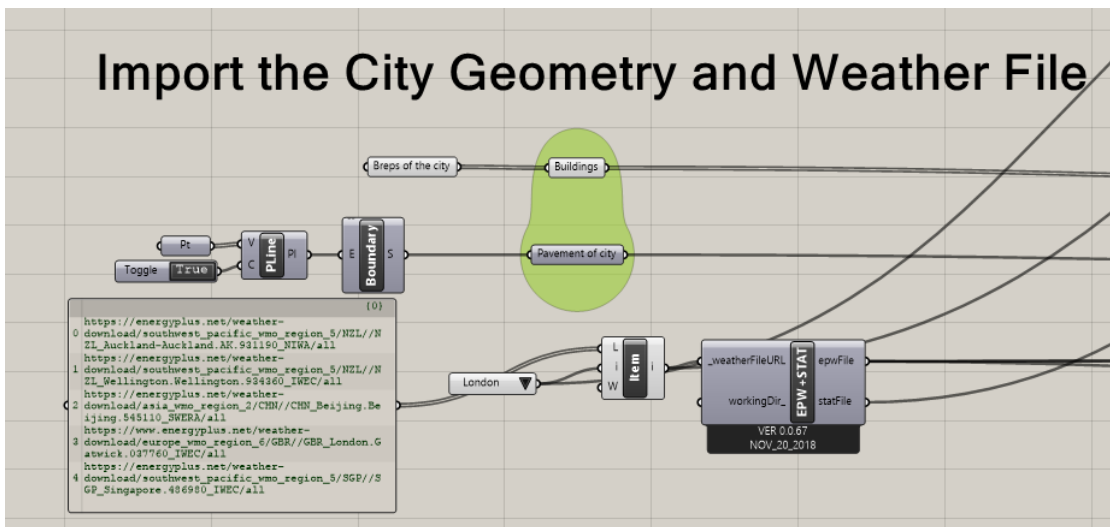 Import the City Geometry and Weather File
Breps of the city
Buildings
Pt
Toggle True
V
C
PLine
Pl
E
Boundary
S
Pavement of city
{0}
0 https://energyplus.net/weather-
download/southwest_pacific_wmo_region_5/NZL//N
ZL_Auckland-Auckland.AK.931190_NIWA/all
1 https://energyplus.net/weather-
download/southwest_pacific_wmo_region_5/NZL//N
ZL_Wellington.Wellington.934360_IWEC/all
2 https://energyplus.net/weather-
download/asia_wmo_region_2/CHN//CHN_Beijing.Be
ijing.545110_SWERA/all
3 https://www.energyplus.net/weather-
download/europe_wmo_region_6/GBR//GBR_London.G
atwick.037760_IWEC/all
4 https://energyplus.net/weather-
download/southwest_pacific_wmo_region_5/SGP//S
GP_Singapore.486980_IWEC/all
London
L
i
W
Item
i
_weatherFileURL
workingDir_
EPW+STAT
epwFile
statFile
VER 0.0.67
NOV_20_2018